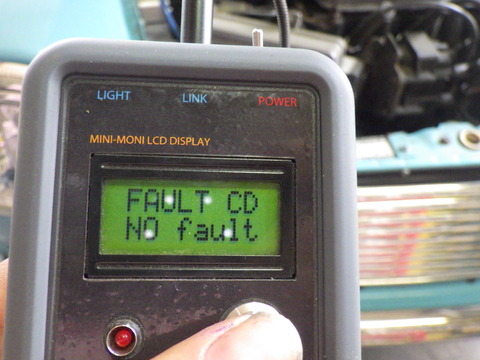 LIGHT LINK POWER
MINI-MONI LCD DISPLAY
FAULT CD
NO fault